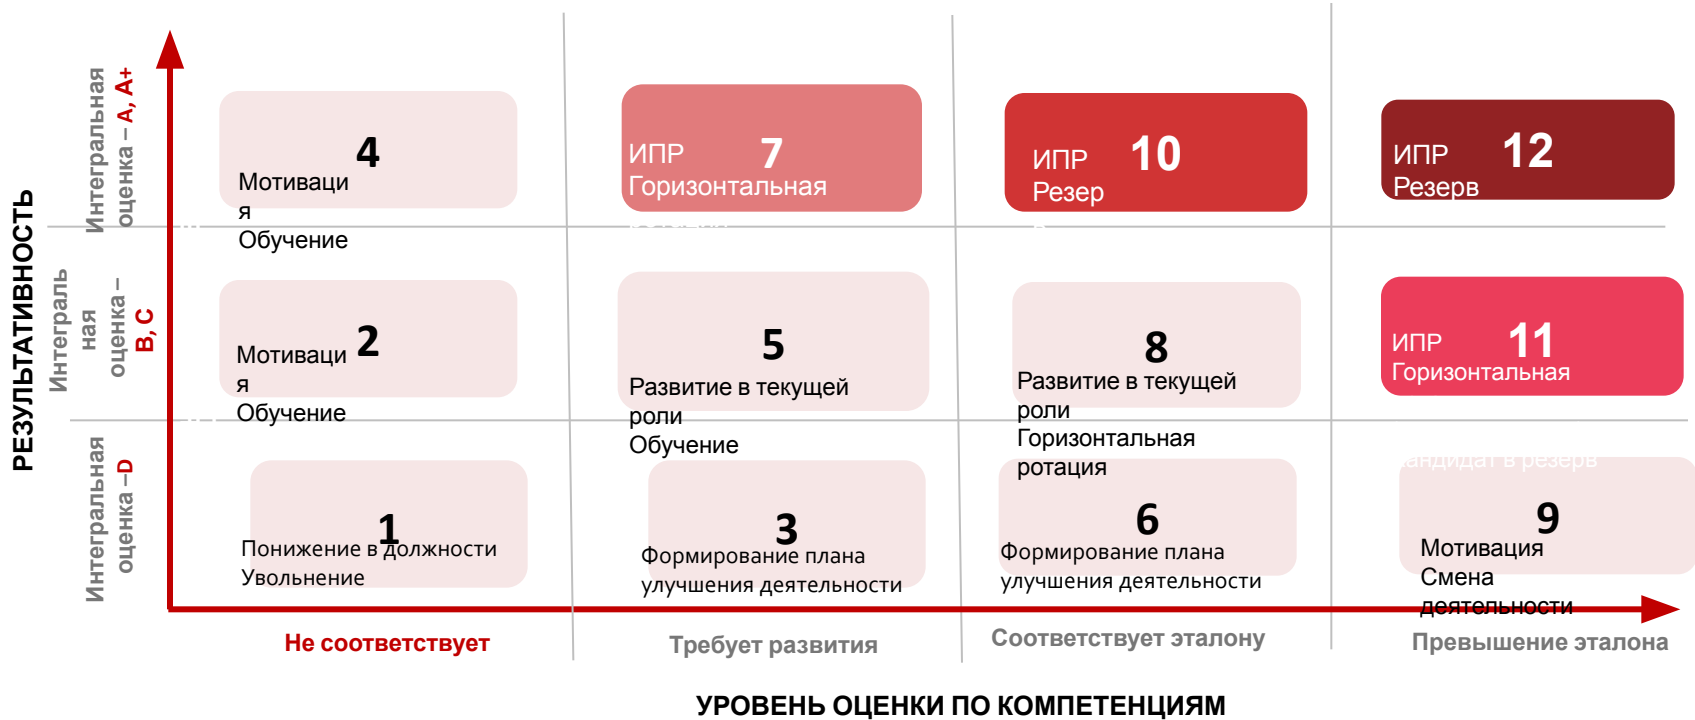 РЕЗУЛЬТАТИВНОСТЬ
Интегральная
оценка – А, А+
4
Мотиваци
я
Обучение
ИПР
7
Горизонтальная
ИПР
10
Резер
ИПР
12
Резерв
Интеграль
ная
оценка –
В, С
2
Мотиваци
я
Обучение
5
Развитие в текущей
роли
Обучение
8
Развитие в текущей
роли
Горизонтальная
ротация
ИПР
11
Горизонтальная
в резерв
Интегральная
оценка –D
1
Понижение в должности
Увольнение
3
Формирование плана
улучшения деятельности
6
Формирование плана
улучшения деятельности
9
Мотивация
Смена
деятельности
Не соответствует
Требует развития
Соответствует эталону
Превышение эталона
УРОВЕНЬ ОЦЕНКИ ПО КОМПЕТЕНЦИЯМ